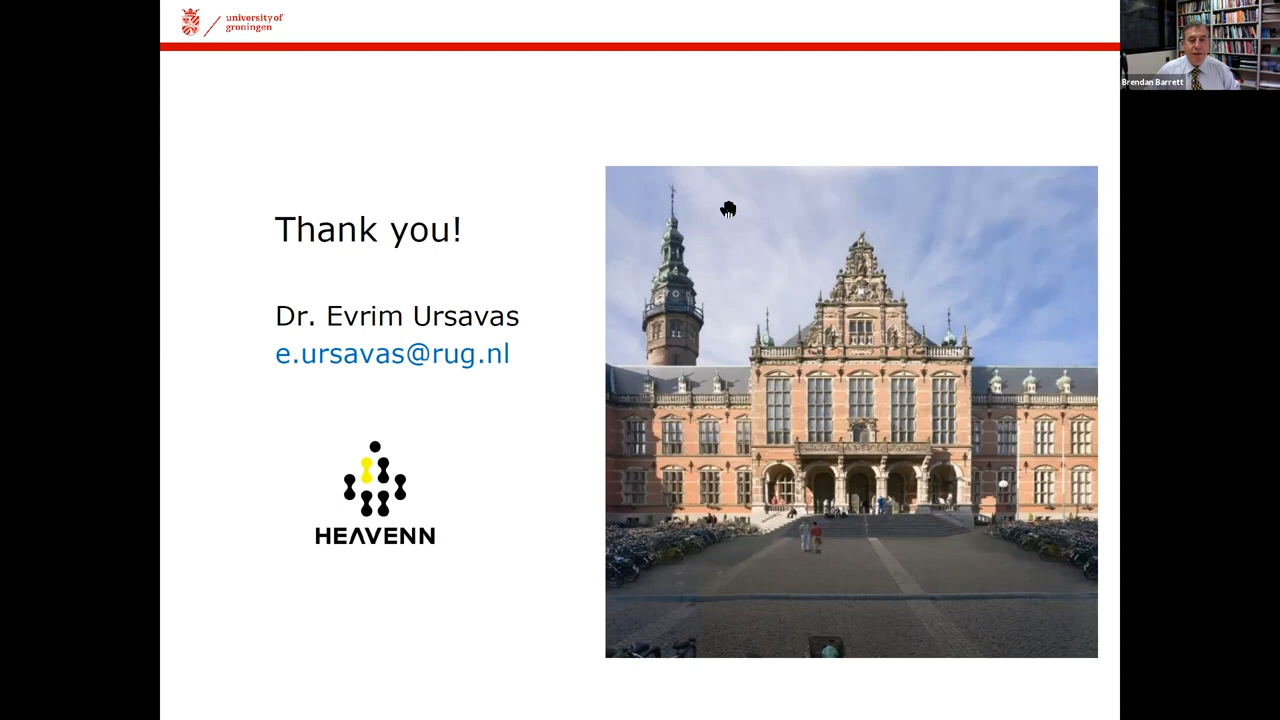 university of
groningen
Brendan Barrett
Thank you!
Dr. Evrim Ursavas
e.ursavas@rug.nl
HEAVENN